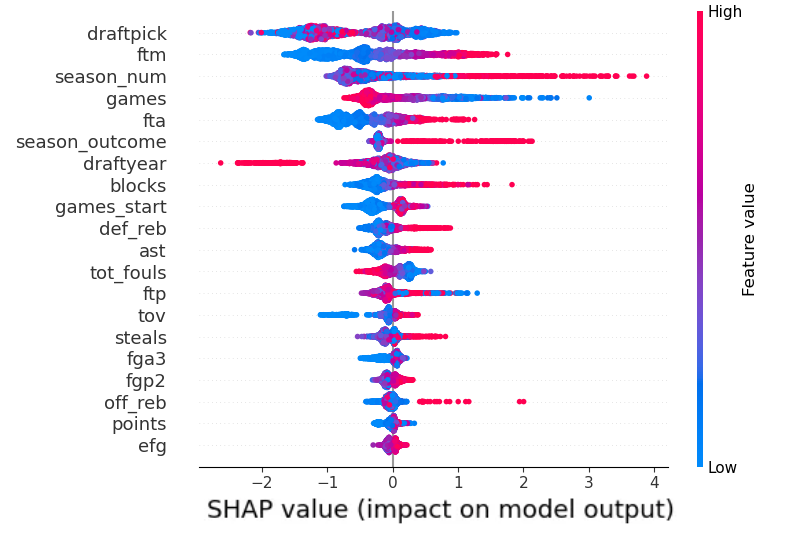 High
draftpick
ftm
season_num
games
fta
season_outcome
draftyear
blocks
games_start
def_reb
ast
tot_fouls
ftp
tov
steals
fga3
fgp2
off_reb
points
efg
Feature value
Low
−2 −1 0 1 2 3 4
SHAP value (impact on model output)